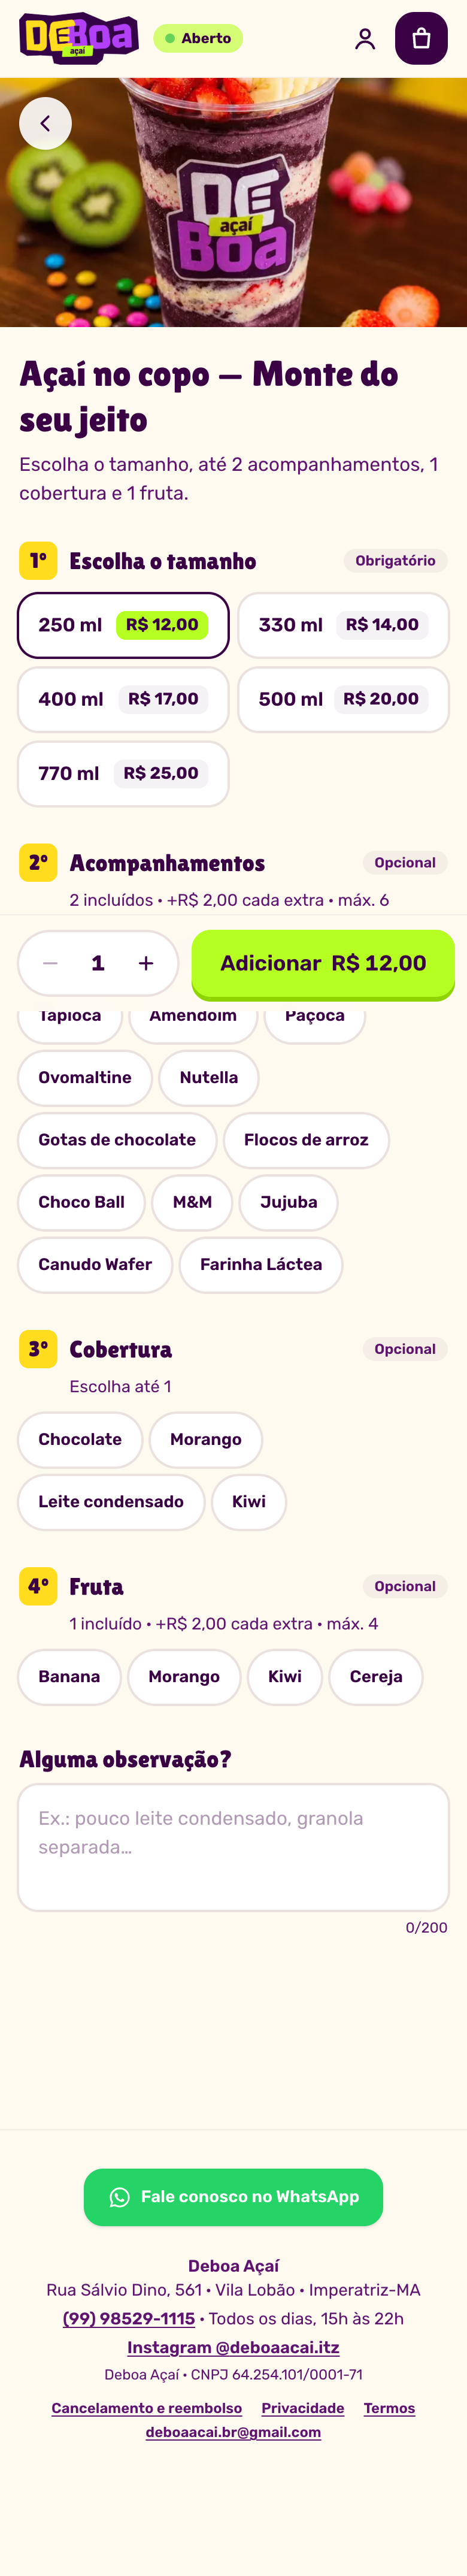 DEBoa
açaí
Aberto
DE
açaí
Boa
Açaí no copo — Monte do
seu jeito
Escolha o tamanho, até 2 acompanhamentos, 1
cobertura e 1 fruta.
1º Escolha o tamanho Obrigatório
250 ml R$ 12,00 330 ml R$ 14,00
400 ml R$ 17,00 500 ml R$ 20,00
770 ml R$ 25,00
2º Acompanhamentos Opcional
2 incluídos • +R$ 2,00 cada extra • máx. 6
1 Adicionar R$ 12,00
Tapioca Amendoim Paçoca
Ovomaltine Nutella
Gotas de chocolate Flocos de arroz
Choco Ball M&M Jujuba
Canudo Wafer Farinha Láctea
3º Cobertura Opcional
Escolha até 1
Chocolate Morango
Leite condensado Kiwi
4º Fruta Opcional
1 incluído • +R$ 2,00 cada extra • máx. 4
Banana Morango Kiwi Cereja
Alguma observação?
Ex.: pouco leite condensado, granola
separada…
0/200
Fale conosco no WhatsApp
Deboa Açaí
Rua Sálvio Dino, 561 • Vila Lobão • Imperatriz-MA
(99) 98529-1115 • Todos os dias, 15h às 22h
Instagram @deboaacai.itz
Deboa Açaí • CNPJ 64.254.101/0001-71
Cancelamento e reembolso Privacidade Termos
deboaacai.br@gmail.com